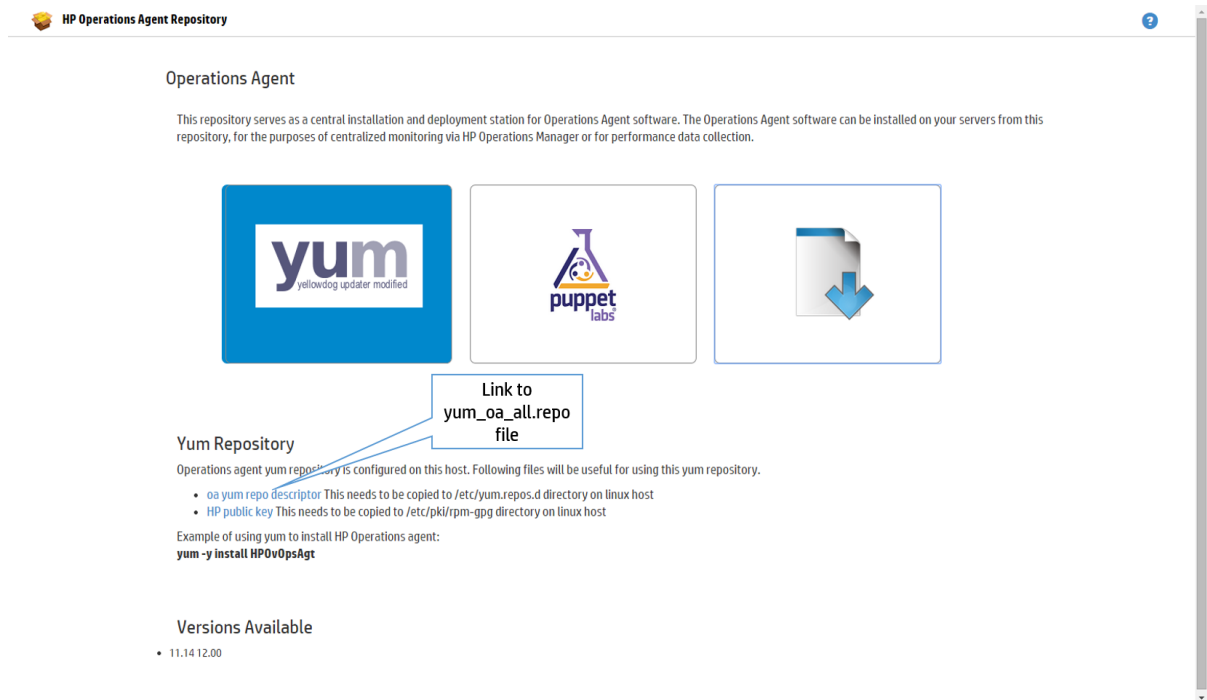 HP Operations Agent Repository
?
Operations Agent
This repository serves as a central installation and deployment station for Operations Agent software. The Operations Agent software can be installed on your servers from this
repository, for the purposes of centralized monitoring via HP Operations Manager or for performance data collection.
yum
yellowdog updater modified
puppet
labs
Link to
yum_oa_all.repo
file
Yum Repository
Operations agent yum repository is configured on this host. Following files will be useful for using this yum repository.
• oa yum repo descriptor This needs to be copied to /etc/yum.repos.d directory on linux host
• HP public key This needs to be copied to /etc/pki/rpm-gpg directory on linux host
Example of using yum to install HP Operations agent:
yum -y install HPOvOpsAgt
Versions Available
• 11.14 12.00